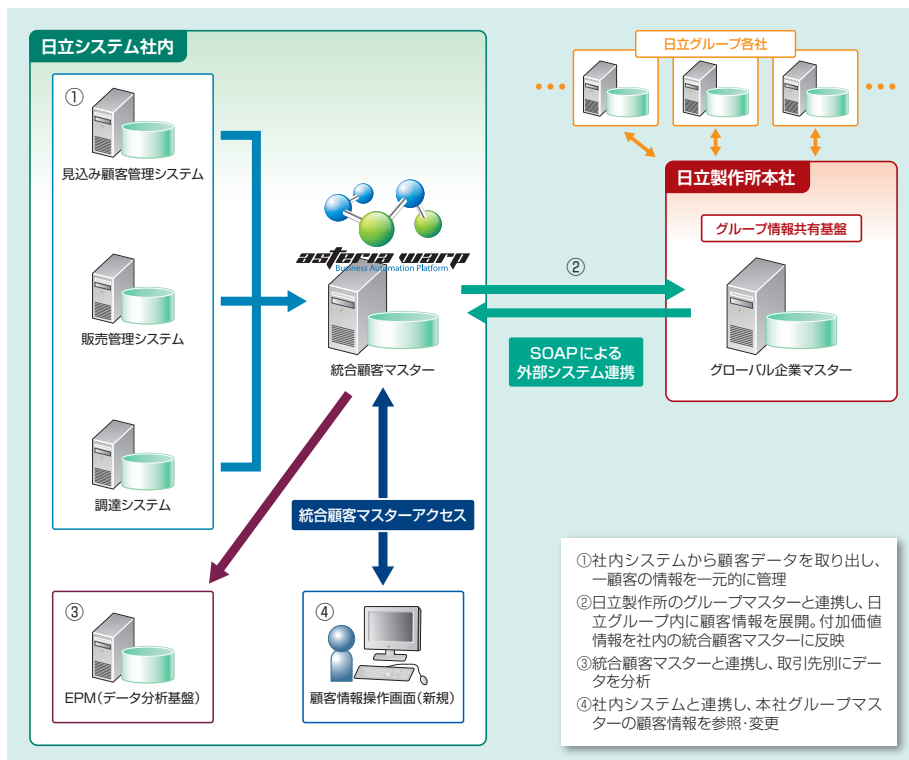 日立システム社内
①
見込み顧客管理システム
販売管理システム
調達システム
asteria warp
Business Automation Platform
統合顧客マスター
②
SOAPによる
外部システム連携
日立グループ各社
日立製作所本社
グループ情報共有基盤
グローバル企業マスター
統合顧客マスターアクセス
③
EPM(データ分析基盤)
④
顧客情報操作画面(新規)
①社内システムから顧客データを取り出し、
一顧客の情報を一元的に管理
②日立製作所のグループマスターと連携し、日
立グループ内に顧客情報を展開。付加価値
情報を社内の統合顧客マスターに反映
③統合顧客マスターと連携し、取引先別にデー
タを分析
④社内システムと連携し、本社グループマス
ターの顧客情報を参照・変更